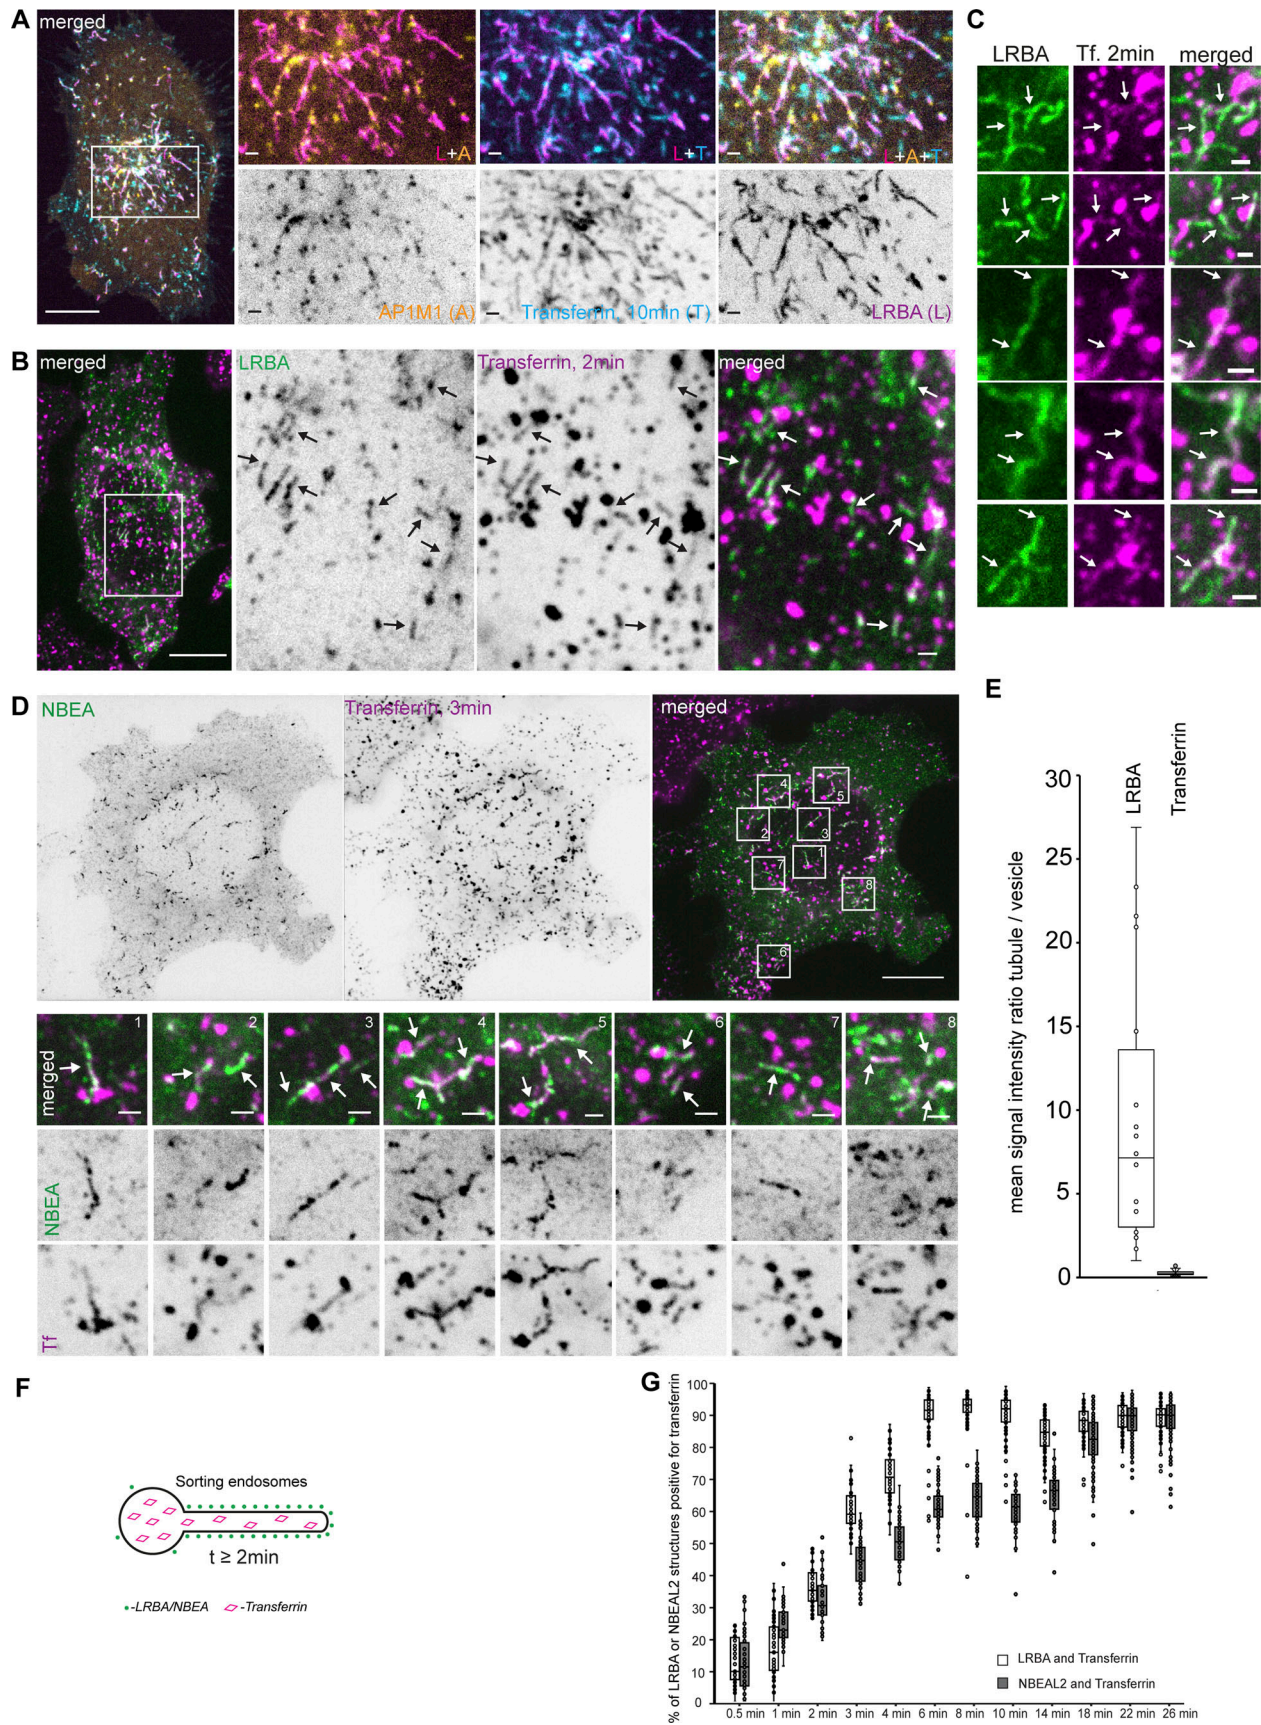 A
merged
L+A
L+T
L+A+T
AP1M1 (A)
Transferrin, 10min (T)
LRBA (L)
B
merged
LRBA
Transferrin, 2min
merged
C
LRBA
Tf. 2min
merged
D
NBEA
Transferrin, 3min
merged
4
5
2
3
1
7
8
6
merged
1
2
3
4
5
6
7
8
NBEA
Tf
E
LRBA
Transferrin
mean signal intensity ratio tubule / vesicle
30
25
20
15
10
5
0
F
Sorting endosomes
t ≥ 2min
-LRBA/NBEA
-Transferrin
G
% of LRBA or NBEAL2 structures positive for transferrin
100
90
80
70
60
50
40
30
20
10
0
LRBA and Transferrin
NBEAL2 and Transferrin
0.5 min 1 min 2 min 3 min 4 min 6 min 8 min 10 min 14 min 18 min 22 min 26 min